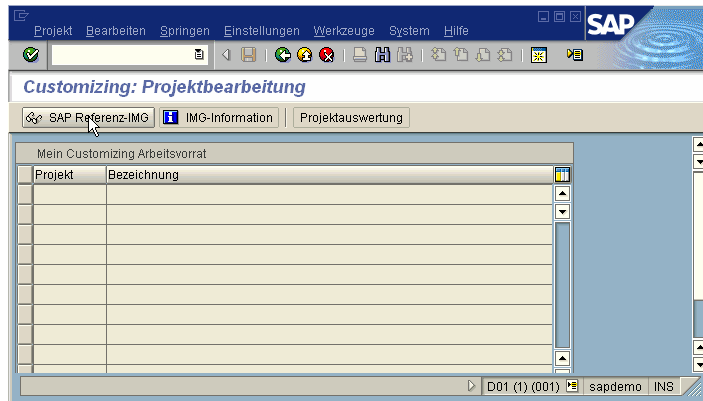 Projekt Bearbeiten Springen Einstellungen Werkzeuge System Hilfe
SAP
Customizing: Projektbearbeitung
SAP Referenz-IMG IMG-Information Projektauswertung
Mein Customizing Arbeitsvorrat
Projekt Bezeichnung
D01 (1) (001) sapdemo INS